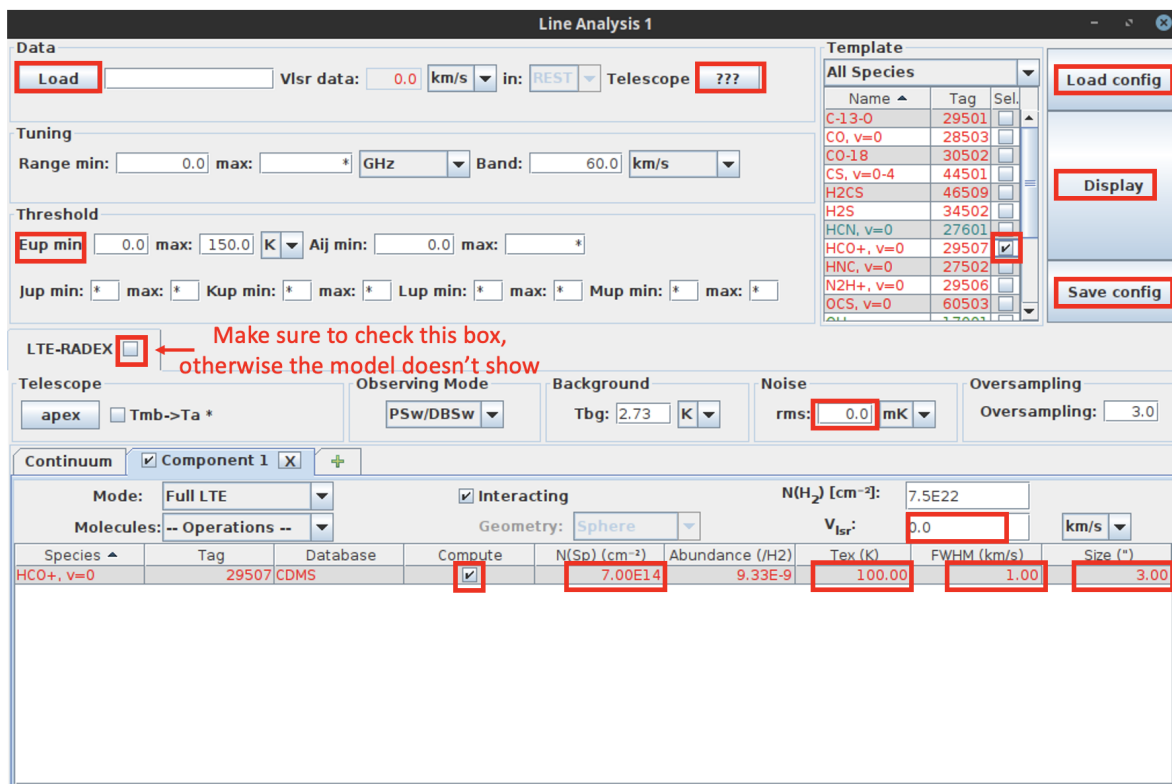 Line Analysis 1
Data
Load Vlsr data: 0.0 km/s in: REST Telescope ???
Tuning
Range min: 0.0 max: * GHz Band: 60.0 km/s
Threshold
Eup min 0.0 max: 150.0 K Aij min: 0.0 max: *
Jup min: * max: * Kup min: * max: * Lup min: * max: * Mup min: * max: *
Template
All Species
Name Tag Sel.
C-13-O 29501
CO, v=0 28503
CO-18 30502
CS, v=0-4 44501
H2CS 46509
H2S 34502
HCN, v=0 27601
HCO+, v=0 29507
HNC, v=0 27502
N2H+, v=0 29506
OCS, v=0 60503
Load config
Display
Save config
LTE-RADEX
Make sure to check this box,
otherwise the model doesn’t show
Telescope
apex Tmb->Ta *
Observing Mode
PSw/DBSw
Background
Tbg: 2.73 K
Noise
rms: 0.0 mK
Oversampling
Oversampling: 3.0
Continuum Component 1 X +
Mode: Full LTE Interacting N(H₂) [cm⁻²]: 7.5E22
Molecules: -- Operations -- Geometry: Sphere Vlsr: 0.0 km/s
Species Tag Database Compute N(Sp) (cm⁻²) Abundance (/H2) Tex (K) FWHM (km/s) Size (")
HCO+, v=0 29507 CDMS 7.00E14 9.33E-9 100.00 1.00 3.00